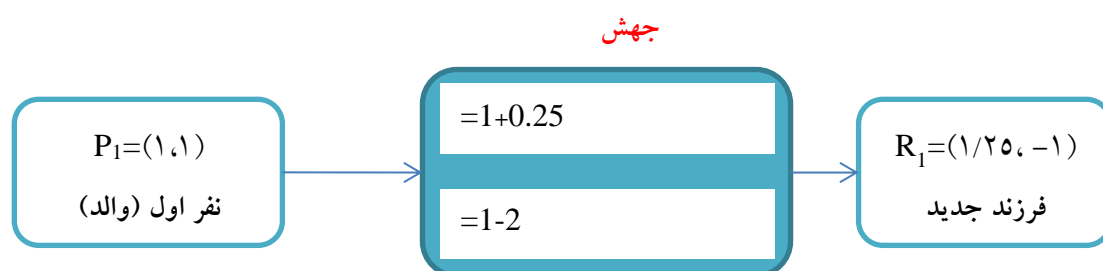 جهش
P₁=(۱،۱)
نفر اول (والد)
=1+0.25
=1-2
R₁=(۱/۲۵، -۱)
فرزند جدید